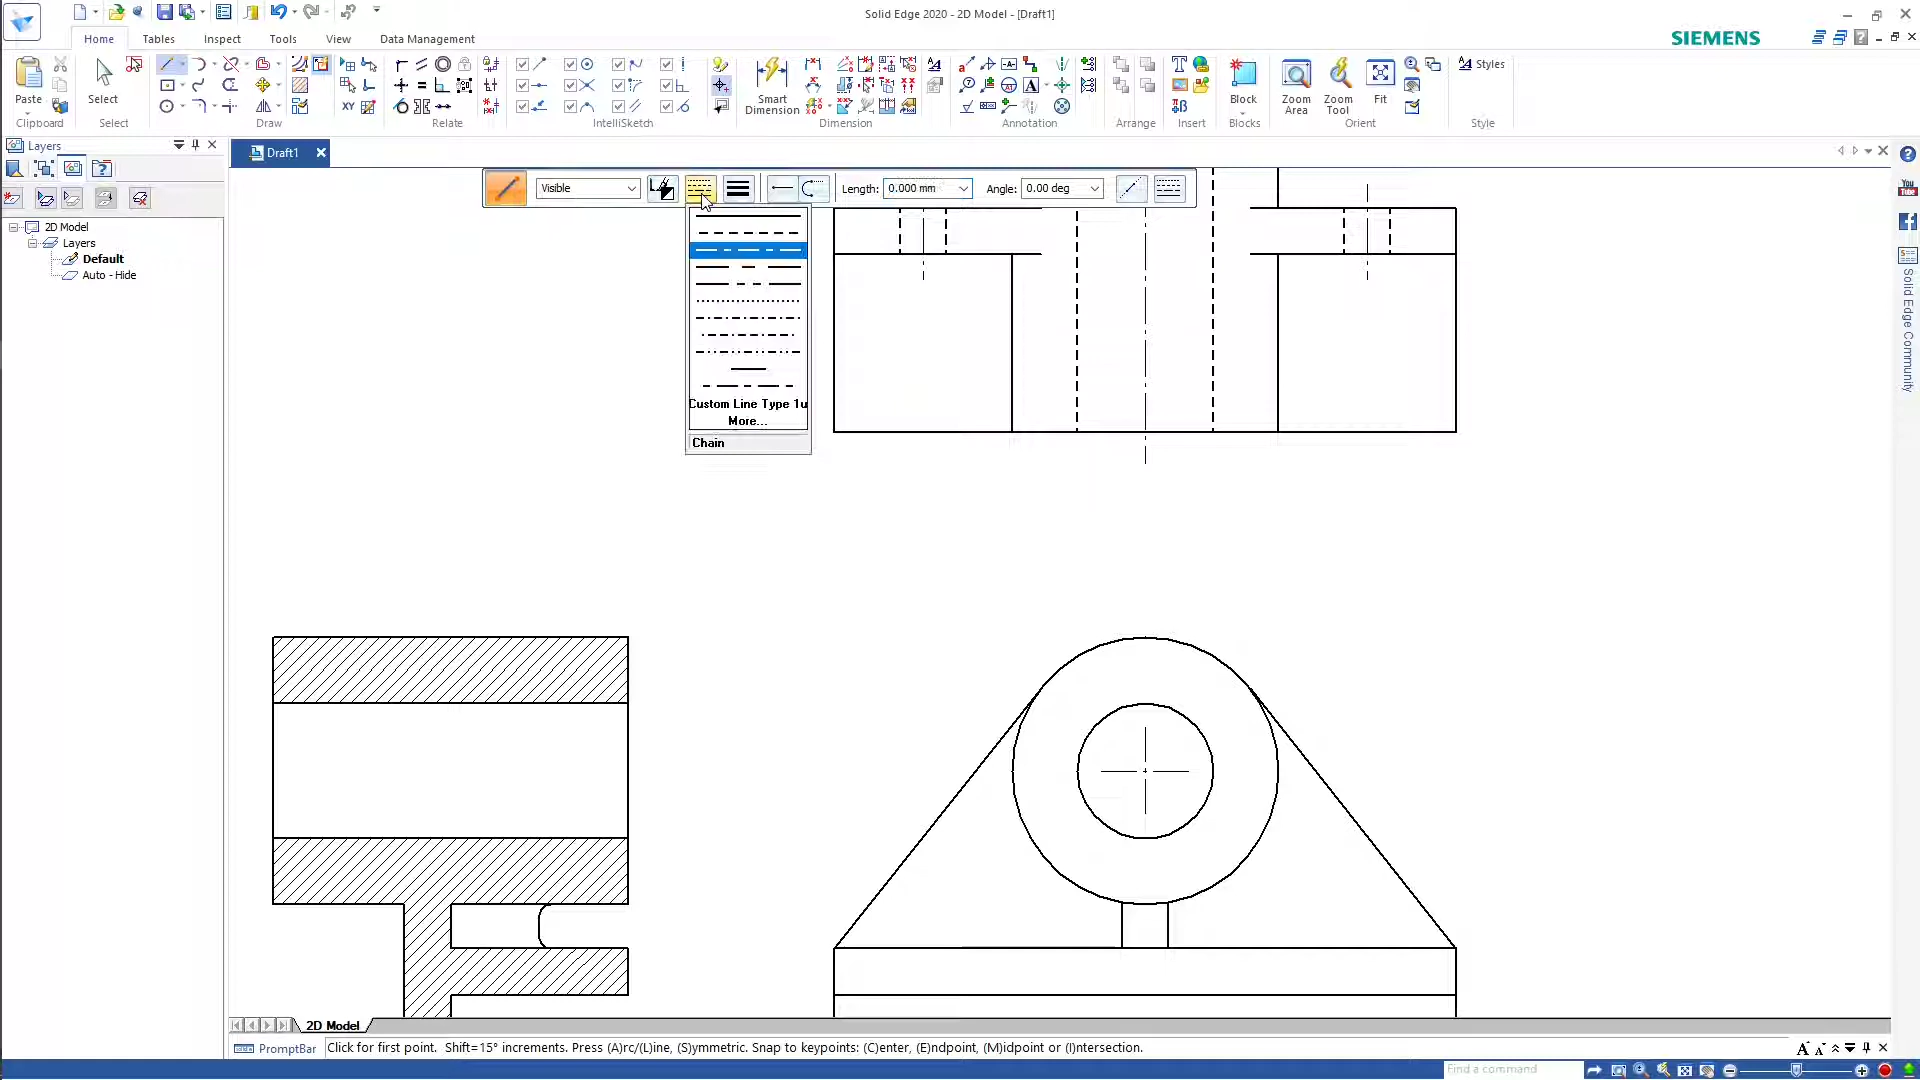 Solid Edge 2020 - 2D Model - [Draft1]
Home Tables Inspect Tools View Data Management
SIEMENS
Paste
Clipboard
Select
Select
Draw
Relate
IntelliSketch
Smart Dimension
Dimension
Annotation
Arrange
Insert
Block
Blocks
Zoom Area
Zoom Tool
Fit
Orient
Styles
Style
Layers
Draft1
Visible
Length: 0.000 mm
Angle: 0.00 deg
2D Model
Layers
Default
Auto - Hide
Custom Line Type 1u
More...
Chain
You Tube
Solid Edge Community
2D Model
PromptBar
Click for first point. Shift=15° increments. Press (A)rc/(L)ine, (S)ymmetric. Snap to keypoints: (C)enter, (E)ndpoint, (M)idpoint or (I)ntersection.
Find a command